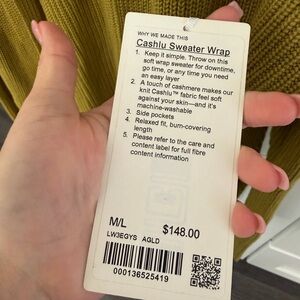 WHY WE MADE THIS
Cashlu Sweater Wrap
1. Keep it simple. Throw on this
soft wrap sweater for downtime,
go time, or any time you need
an easy layer
2. A touch of cashmere makes our
knit Cashlu™ fabric feel soft
against your skin—and it's
machine-washable
3. Side pockets
4. Relaxed fit, bum-covering
length
5. Please refer to the care and
content label for full fibre
content information
M/L $148.00
LW3EGYS AGLD
000136525419